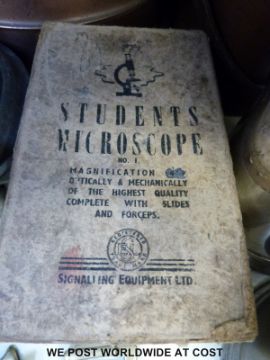 STUDENTS
MICROSCOPE
NO. 1.
MAGNIFICATION
OPTICALLY & MECHANICALLY
OF THE HIGHEST QUALITY
COMPLETE WITH SLIDES
AND FORCEPS.
REGISTERED
SIGNALLING EQUIPMENT LTD.
WE POST WORLDWIDE AT COST